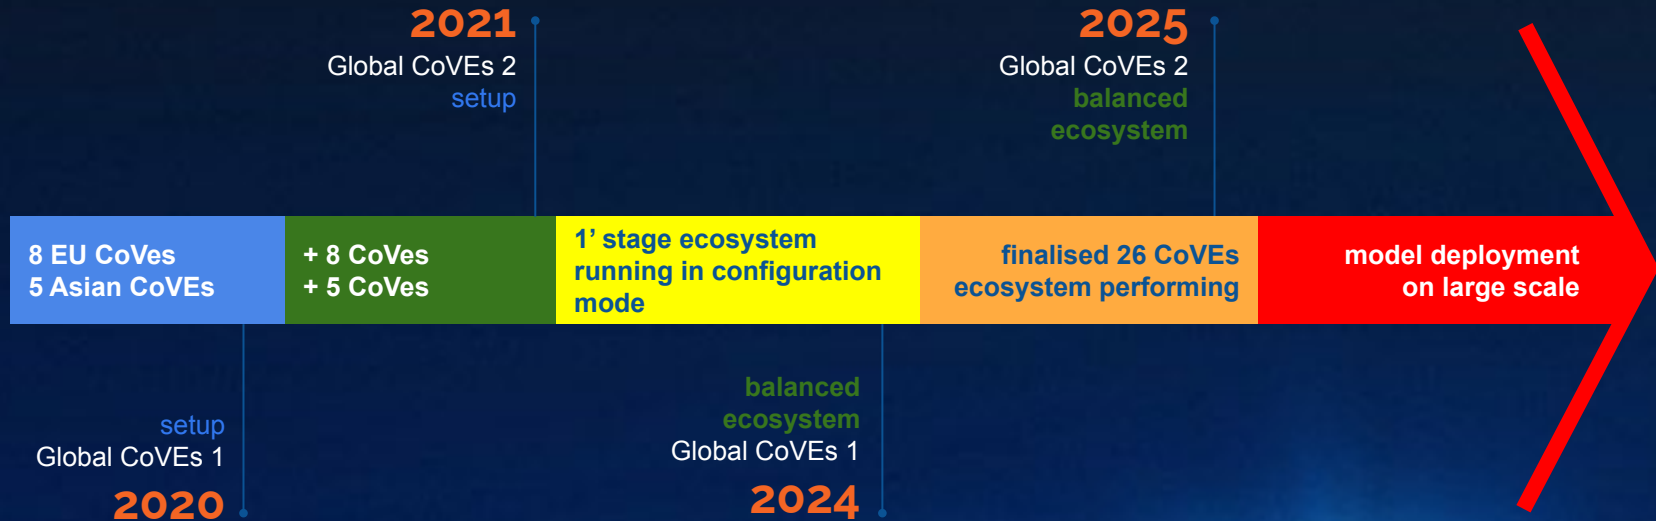 2021
Global CoVEs 2
setup
2025
Global CoVEs 2
balanced
ecosystem
8 EU CoVes
5 Asian CoVEs
+ 8 CoVes
+ 5 CoVes
1’ stage ecosystem
running in configuration
mode
finalised 26 CoVEs
ecosystem performing
model deployment
on large scale
setup
Global CoVEs 1
2020
balanced
ecosystem
Global CoVEs 1
2024